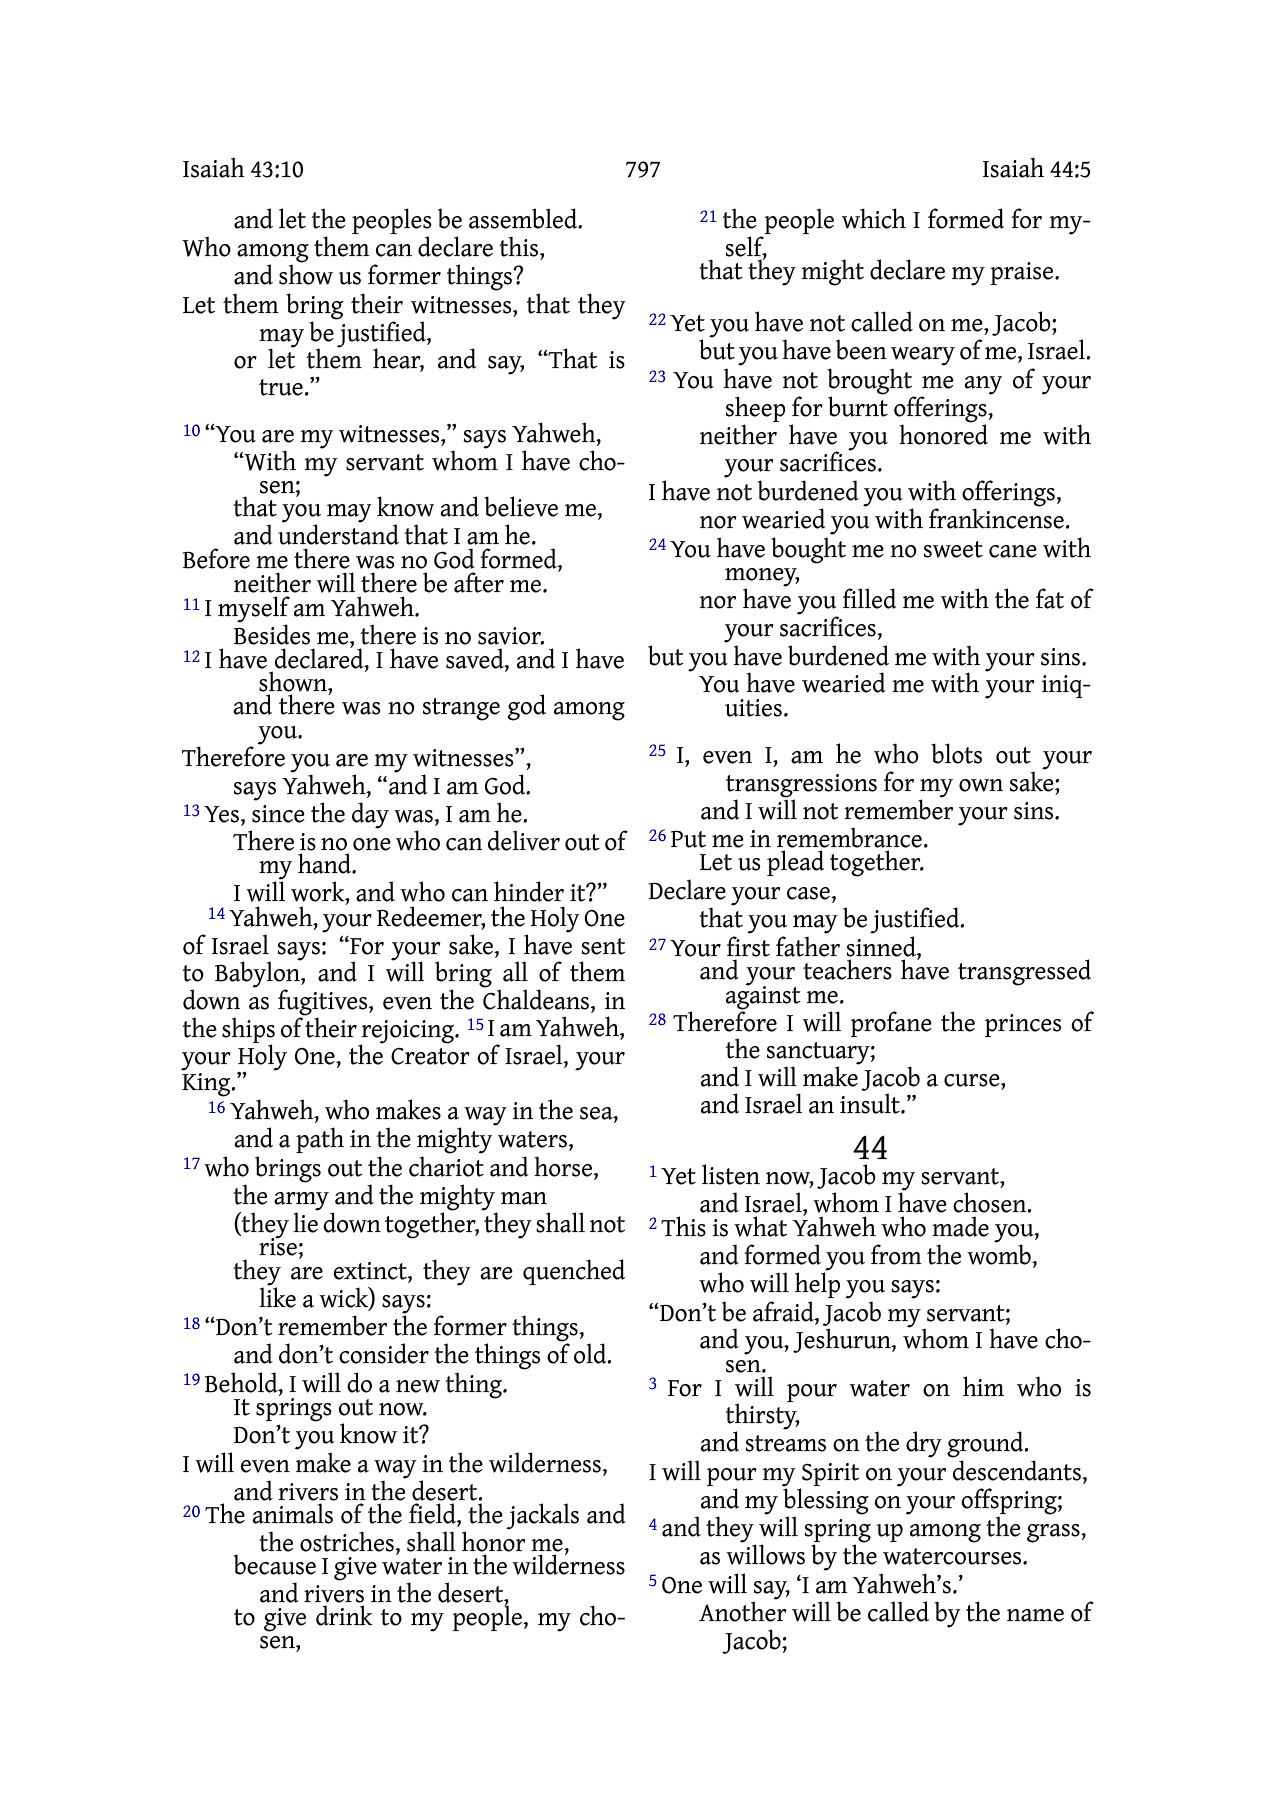 Isaiah 43:10 797 Isaiah 44:5
and let the peoples be assembled.
Who among them can declare this,
and show us former things?
Let them bring their witnesses, that they
may be justified,
or let them hear, and say, “That is
true.”
10 “You are my witnesses,” says Yahweh,
“With my servant whom I have cho-
sen;
that you may know and believe me,
and understand that I am he.
Before me there was no God formed,
neither will there be after me.
11 I myself am Yahweh.
Besides me, there is no savior.
12 I have declared, I have saved, and I have
shown,
and there was no strange god among
you.
Therefore you are my witnesses”,
says Yahweh, “and I am God.
13 Yes, since the day was, I am he.
There is no one who can deliver out of
my hand.
I will work, and who can hinder it?”
14 Yahweh, your Redeemer, the Holy One
of Israel says: “For your sake, I have sent
to Babylon, and I will bring all of them
down as fugitives, even the Chaldeans, in
the ships of their rejoicing. 15 I am Yahweh,
your Holy One, the Creator of Israel, your
King.”
16 Yahweh, who makes a way in the sea,
and a path in the mighty waters,
17 who brings out the chariot and horse,
the army and the mighty man
(they lie down together, they shall not
rise;
they are extinct, they are quenched
like a wick) says:
18 “Don’t remember the former things,
and don’t consider the things of old.
19 Behold, I will do a new thing.
It springs out now.
Don’t you know it?
I will even make a way in the wilderness,
and rivers in the desert.
20 The animals of the field, the jackals and
the ostriches, shall honor me,
because I give water in the wilderness
and rivers in the desert,
to give drink to my people, my cho-
sen,
21 the people which I formed for my-
self,
that they might declare my praise.
22 Yet you have not called on me, Jacob;
but you have been weary of me, Israel.
23 You have not brought me any of your
sheep for burnt offerings,
neither have you honored me with
your sacrifices.
I have not burdened you with offerings,
nor wearied you with frankincense.
24 You have bought me no sweet cane with
money,
nor have you filled me with the fat of
your sacrifices,
but you have burdened me with your sins.
You have wearied me with your iniq-
uities.
25 I, even I, am he who blots out your
transgressions for my own sake;
and I will not remember your sins.
26 Put me in remembrance.
Let us plead together.
Declare your case,
that you may be justified.
27 Your first father sinned,
and your teachers have transgressed
against me.
28 Therefore I will profane the princes of
the sanctuary;
and I will make Jacob a curse,
and Israel an insult.”
44
1 Yet listen now, Jacob my servant,
and Israel, whom I have chosen.
2 This is what Yahweh who made you,
and formed you from the womb,
who will help you says:
“Don’t be afraid, Jacob my servant;
and you, Jeshurun, whom I have cho-
sen.
3 For I will pour water on him who is
thirsty,
and streams on the dry ground.
I will pour my Spirit on your descendants,
and my blessing on your offspring;
4 and they will spring up among the grass,
as willows by the watercourses.
5 One will say, ‘I am Yahweh’s.’
Another will be called by the name of
Jacob;